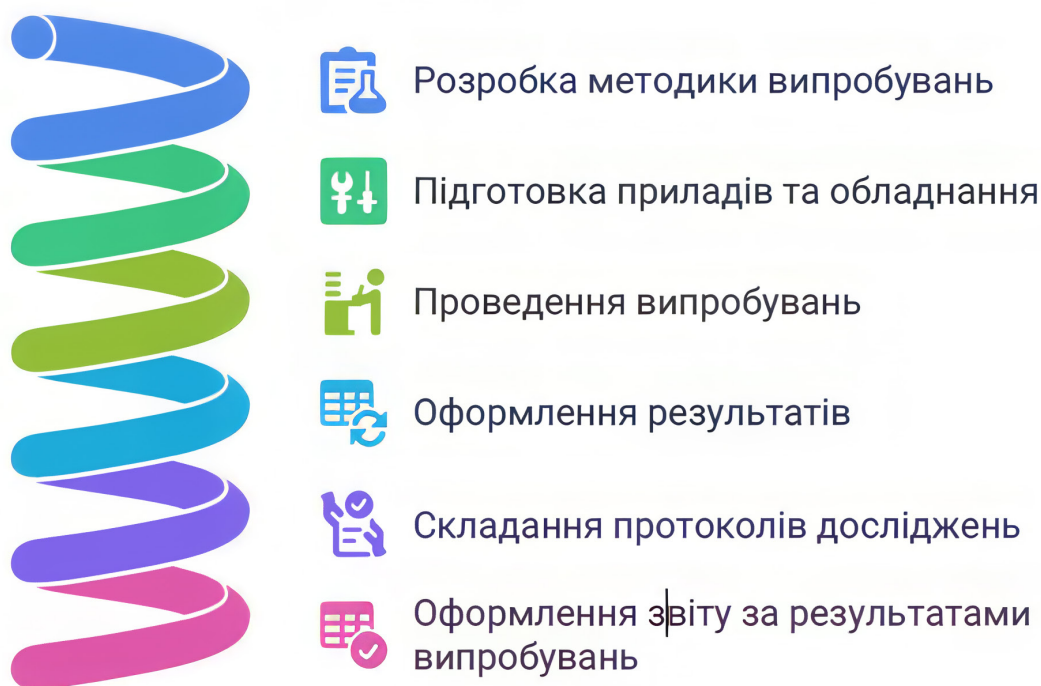 Розробка методики випробувань
Підготовка приладів та обладнання
Проведення випробувань
Оформлення результатів
Складання протоколів досліджень
Оформлення звіту за результатами
випробувань